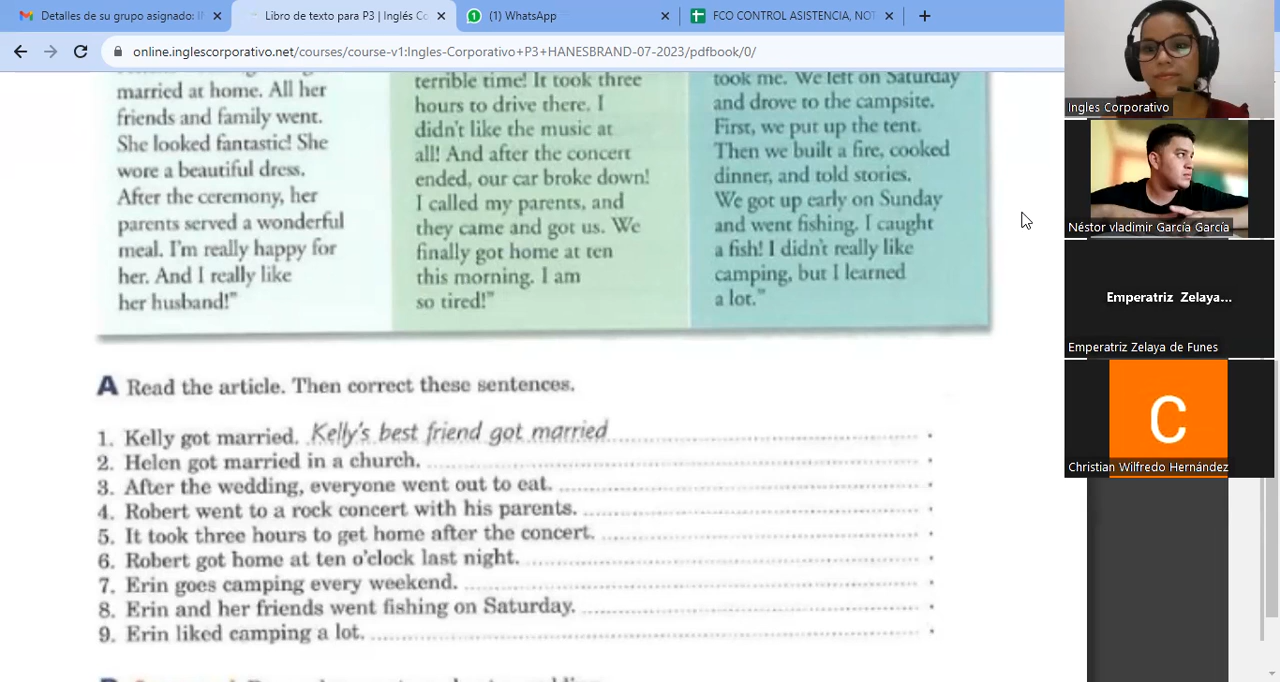 Detalles de su grupo asignado: I
Libro de texto para P3 | Inglés Co
(1) WhatsApp
FCO CONTROL ASISTENCIA, NOT
online.inglescorporativo.net/courses/course-v1:Ingles-Corporativo+P3+HANESBRAND-07-2023/pdfbook/0/
married at home. All her
friends and family went.
She looked fantastic! She
wore a beautiful dress.
After the ceremony, her
parents served a wonderful
meal. I'm really happy for
her. And I really like
her husband!"
terrible time! It took three
hours to drive there. I
didn't like the music at
all! And after the concert
ended, our car broke down!
I called my parents, and
they came and got us. We
finally got home at ten
this morning. I am
so tired!"
took me. We left on Saturday
and drove to the campsite.
First, we put up the tent.
Then we built a fire, cooked
dinner, and told stories.
We got up early on Sunday
and went fishing. I caught
a fish! I didn't really like
camping, but I learned
a lot."
A Read the article. Then correct these sentences.
1. Kelly got married. Kelly's best friend got married.
2. Helen got married in a church.
3. After the wedding, everyone went out to eat.
4. Robert went to a rock concert with his parents.
5. It took three hours to get home after the concert.
6. Robert got home at ten o'clock last night.
7. Erin goes camping every weekend.
8. Erin and her friends went fishing on Saturday.
9. Erin liked camping a lot.
Ingles Corporativo
Néstor vladimir García García
Emperatriz Zelaya...
Emperatriz Zelaya de Funes
C
Christian Wilfredo Hernández